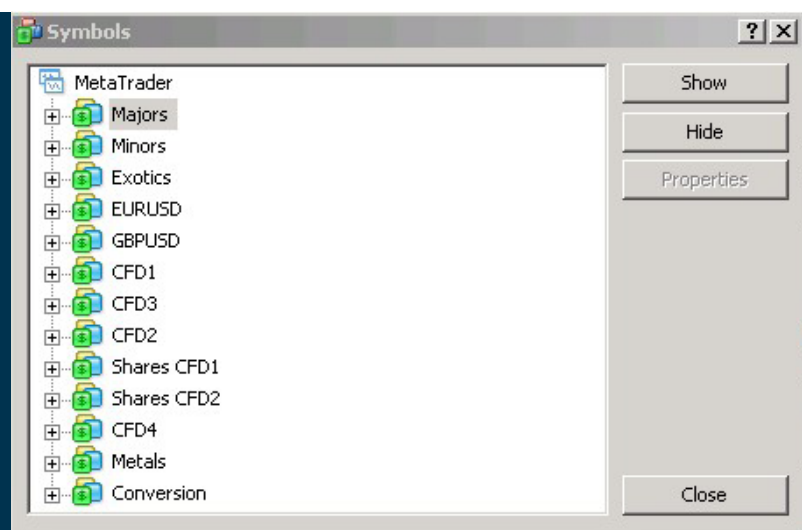 Symbols
MetaTrader
Majors
Minors
Exotics
EURUSD
GBPUSD
CFD1
CFD3
CFD2
Shares CFD1
Shares CFD2
CFD4
Metals
Conversion
Show
Hide
Properties
Close